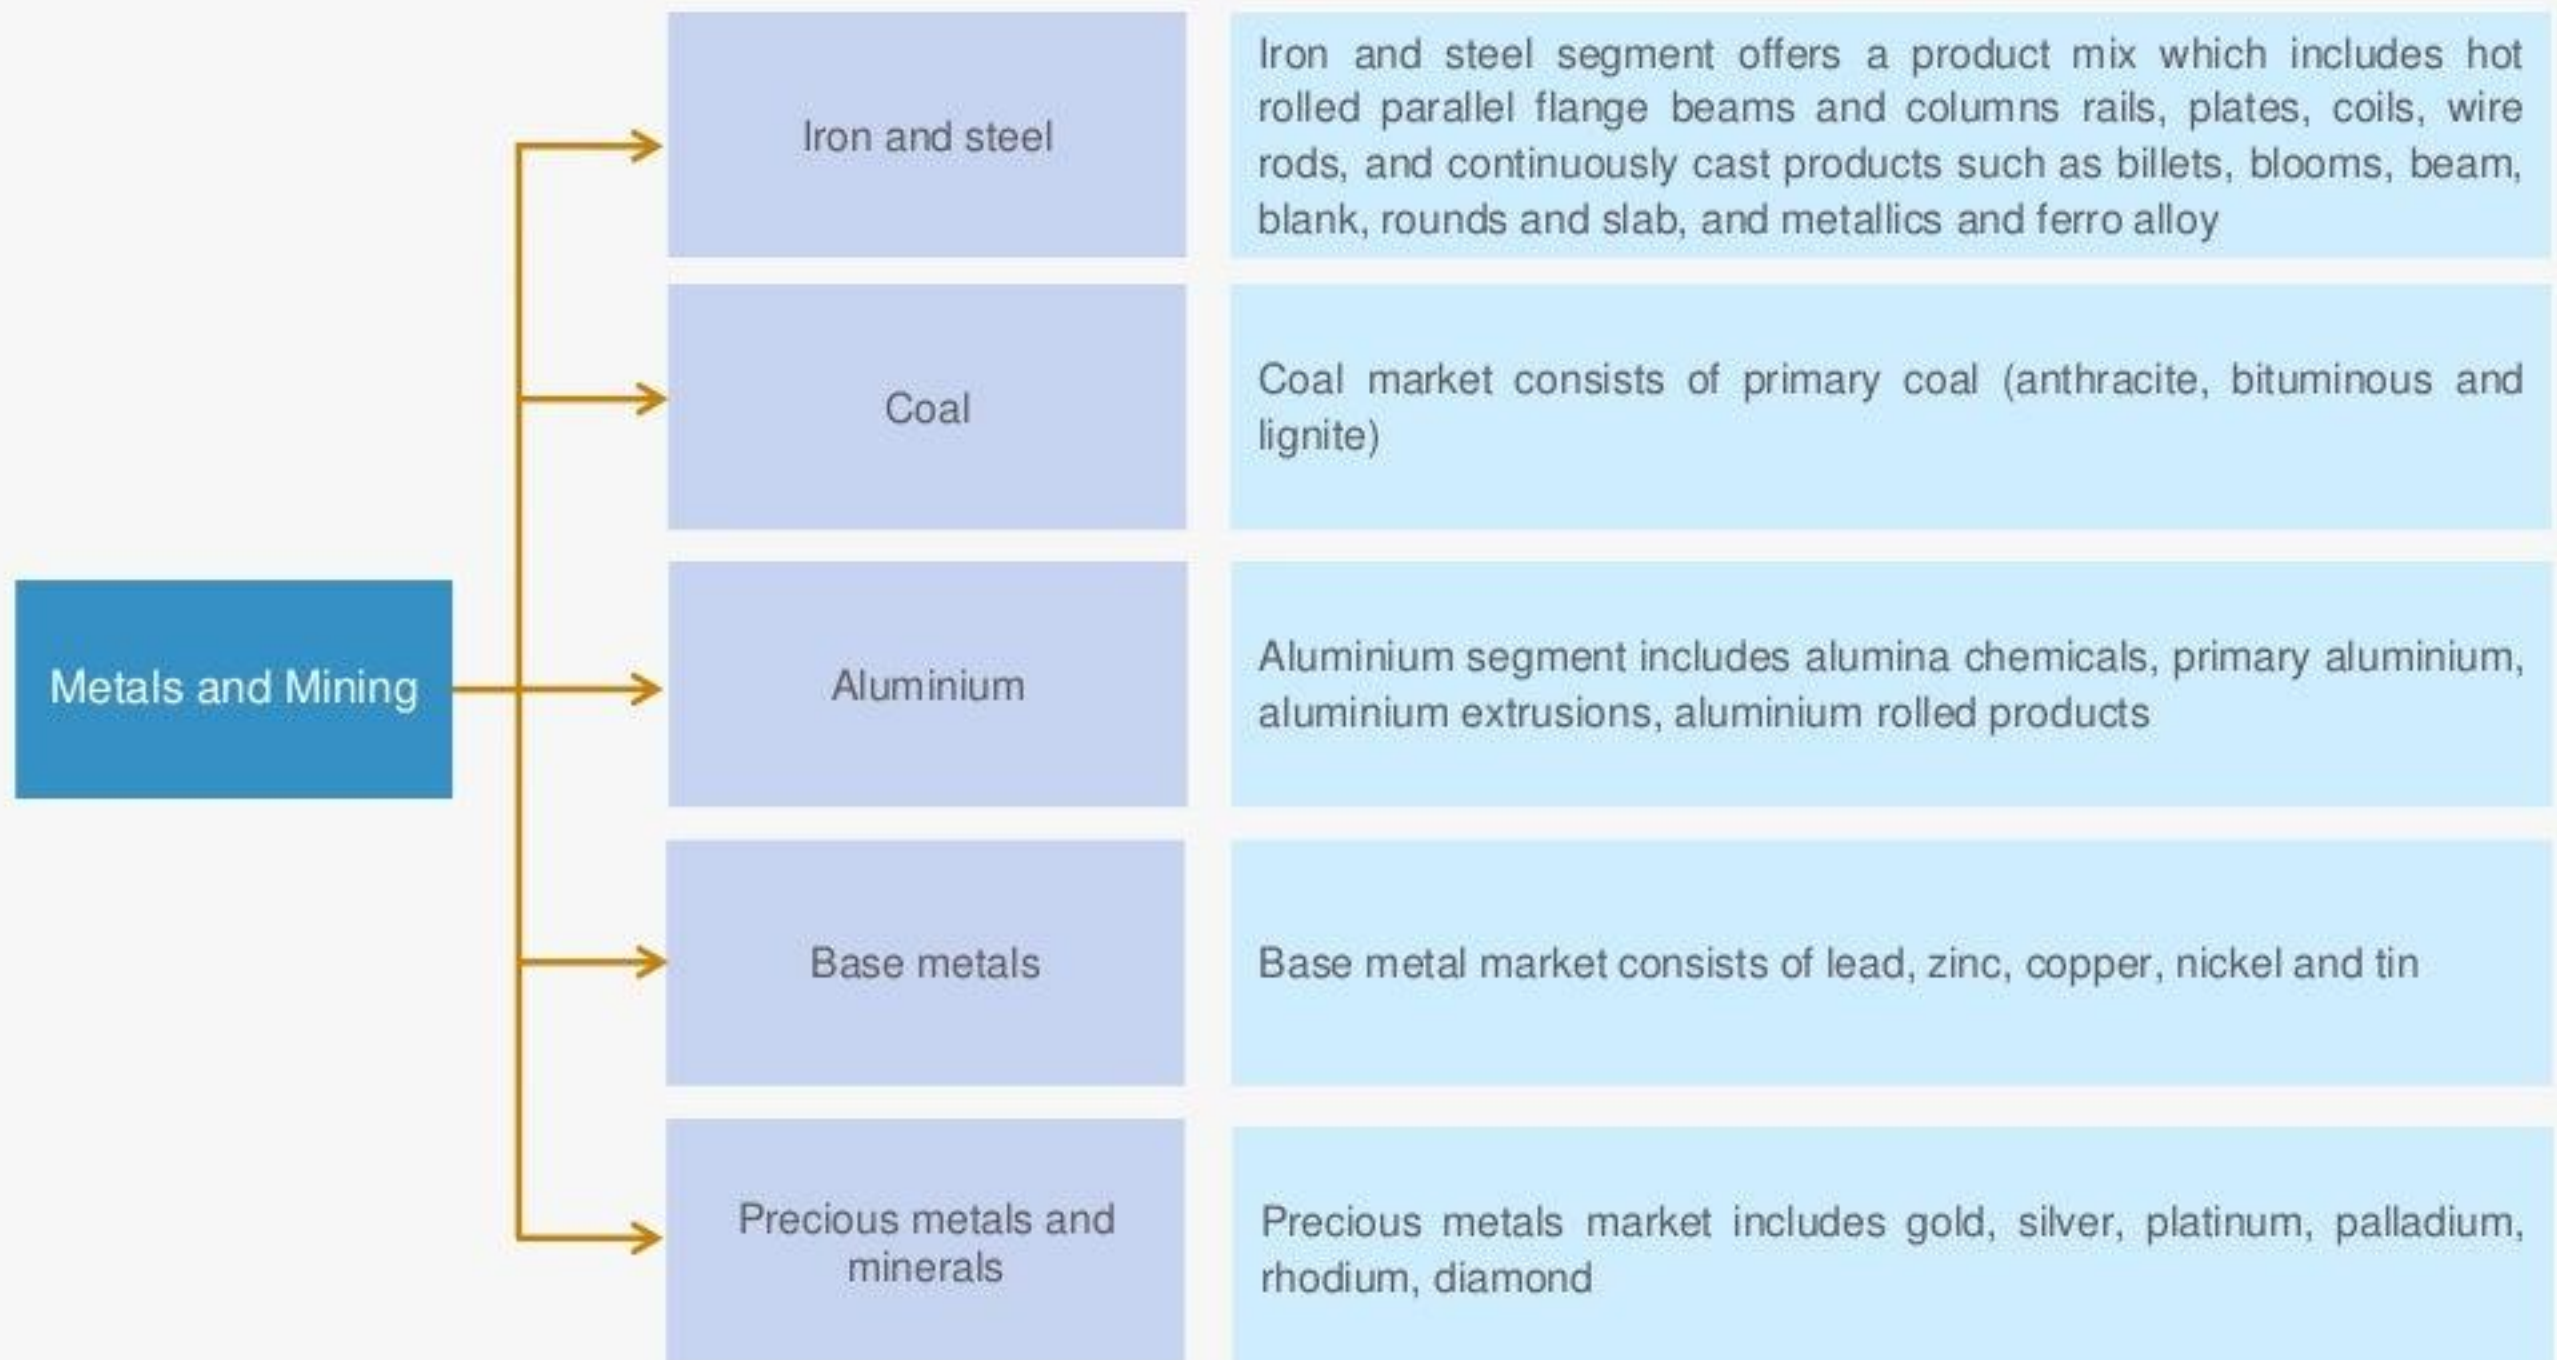 Metals and Mining
Iron and steel
Iron and steel segment offers a product mix which includes hot
rolled parallel flange beams and columns rails, plates, coils, wire
rods, and continuously cast products such as billets, blooms, beam,
blank, rounds and slab, and metallics and ferro alloy
Coal
Coal market consists of primary coal (anthracite, bituminous and
lignite)
Aluminium
Aluminium segment includes alumina chemicals, primary aluminium,
aluminium extrusions, aluminium rolled products
Base metals
Base metal market consists of lead, zinc, copper, nickel and tin
Precious metals and
minerals
Precious metals market includes gold, silver, platinum, palladium,
rhodium, diamond